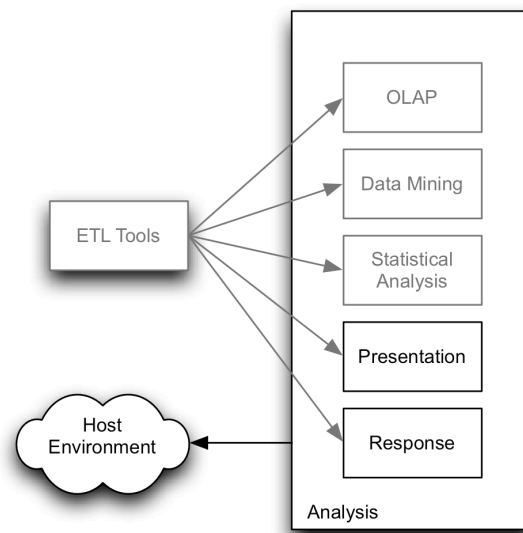 OLAP
Data Mining
ETL Tools
Statistical
Analysis
Presentation
Host
Environment
Response
Analysis